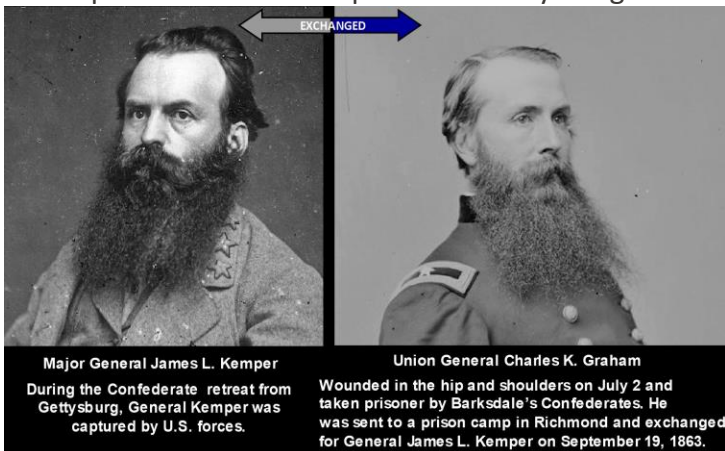 EXCHANGED
Major General James L. Kemper
During the Confederate retreat from
Gettysburg, General Kemper was
captured by U.S. forces.
Union General Charles K. Graham
Wounded in the hip and shoulders on July 2 and
taken prisoner by Barksdale's Confederates. He
was sent to a prison camp in Richmond and exchanged
for General James L. Kemper on September 19, 1863.